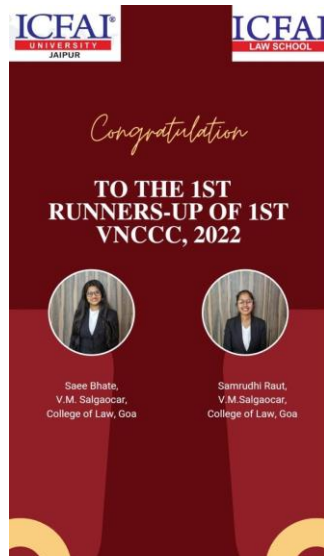 ICFAI®
UNIVERSITY
JAIPUR
ICFAI
LAW SCHOOL
Congratulation
TO THE 1ST
RUNNERS-UP OF 1ST
VNCCC, 2022
Saee Bhate,
V.M. Salgaocar,
College of Law, Goa
Samrudhi Raut,
V.M.Salgaocar,
College of Law, Goa